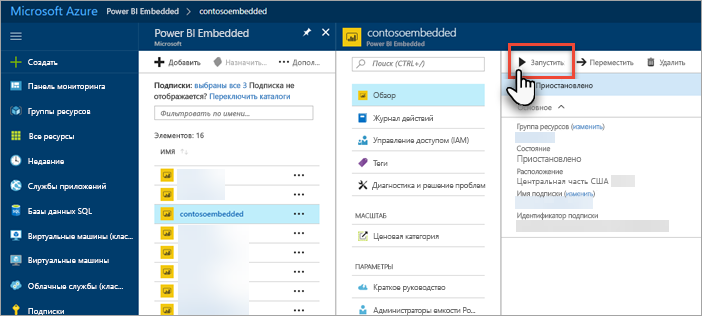 Microsoft Azure Power BI Embedded > contosoembedded
Создать
Панель мониторинга
Группы ресурсов
Все ресурсы
Недавние
Службы приложений
Базы данных SQL
Виртуальные машины (клас...
Виртуальные машины
Облачные службы (класс...
Подписки
Power BI Embedded
Microsoft
Добавить Назначить... Допол...
Подписки: выбраны все 3 Подписка не
отображается? Переключить каталоги
Фильтровать по имени...
Элементов: 16
ИМЯ
contosoembedded
contosoembedded
Power BI Embedded
Поиск (CTRL+/)
Обзор
Журнал действий
Управление доступом (IAM)
Теги
Диагностика и решение проблем
МАСШТАБ
Ценовая категория
ПАРАМЕТРЫ
Краткое руководство
Администраторы емкости Po...
Запустить Переместить Удалить
Приостановлено
Основное
Группа ресурсов (изменить)
Состояние
Приостановлено
Расположение
Центральная часть США
Имя подписки (изменить)
Идентификатор подписки